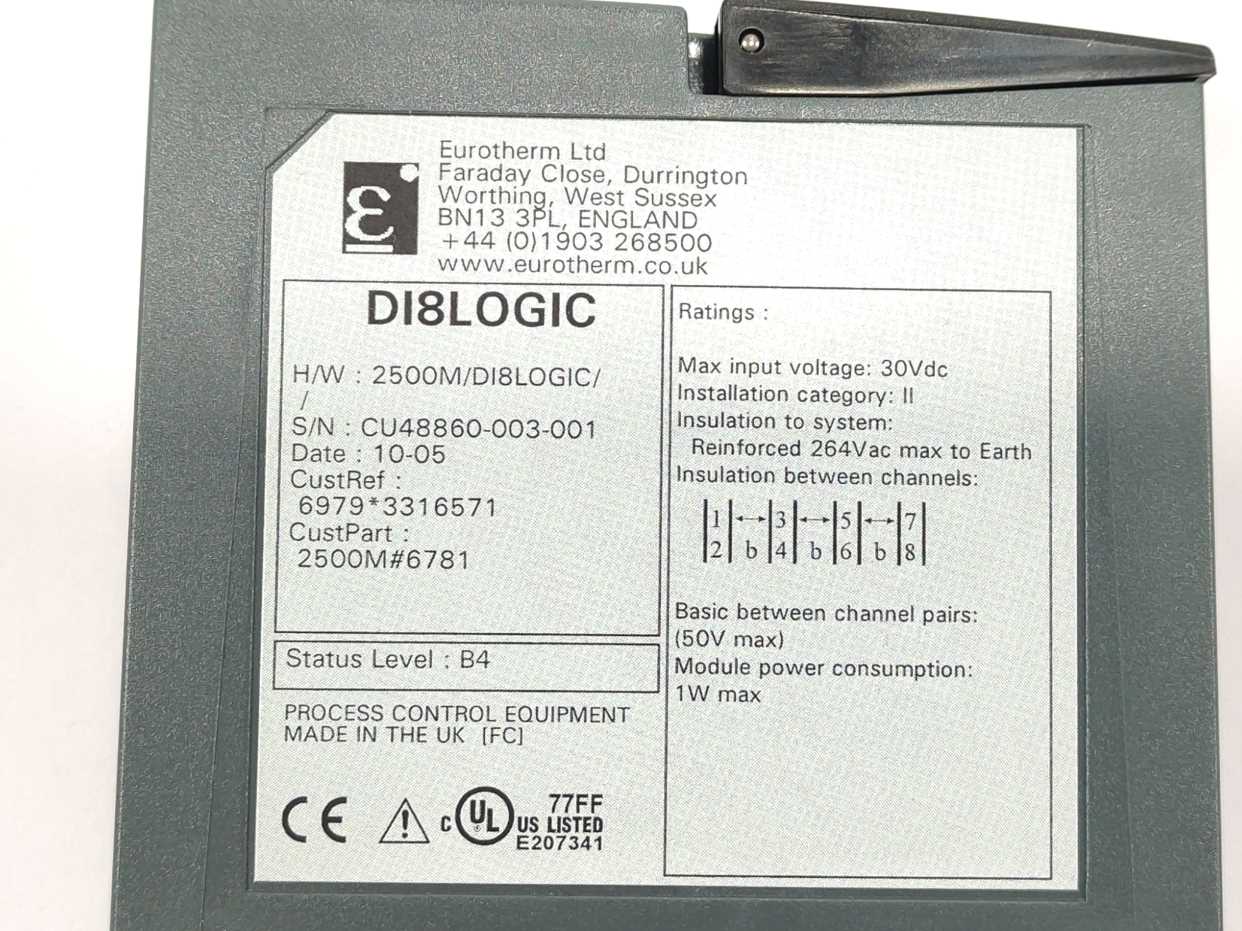 Eurotherm Ltd
Faraday Close, Durrington
Worthing, West Sussex
BN13 3PL, ENGLAND
+44 (0)1903 268500
www.eurotherm.co.uk
DI8LOGIC
H/W : 2500M/DI8LOGIC/
/
S/N : CU48860-003-001
Date : 10-05
CustRef :
6979*3316571
CustPart :
2500M#6781
Status Level : B4
PROCESS CONTROL EQUIPMENT
MADE IN THE UK [FC]
CE
c UL US LISTED
77FF
E207341
Ratings :
Max input voltage: 30Vdc
Installation category: II
Insulation to system:
Reinforced 264Vac max to Earth
Insulation between channels:
|1| ↔ |3| ↔ |5| ↔ |7|
|2| b |4| b |6| b |8|
Basic between channel pairs:
(50V max)
Module power consumption:
1W max